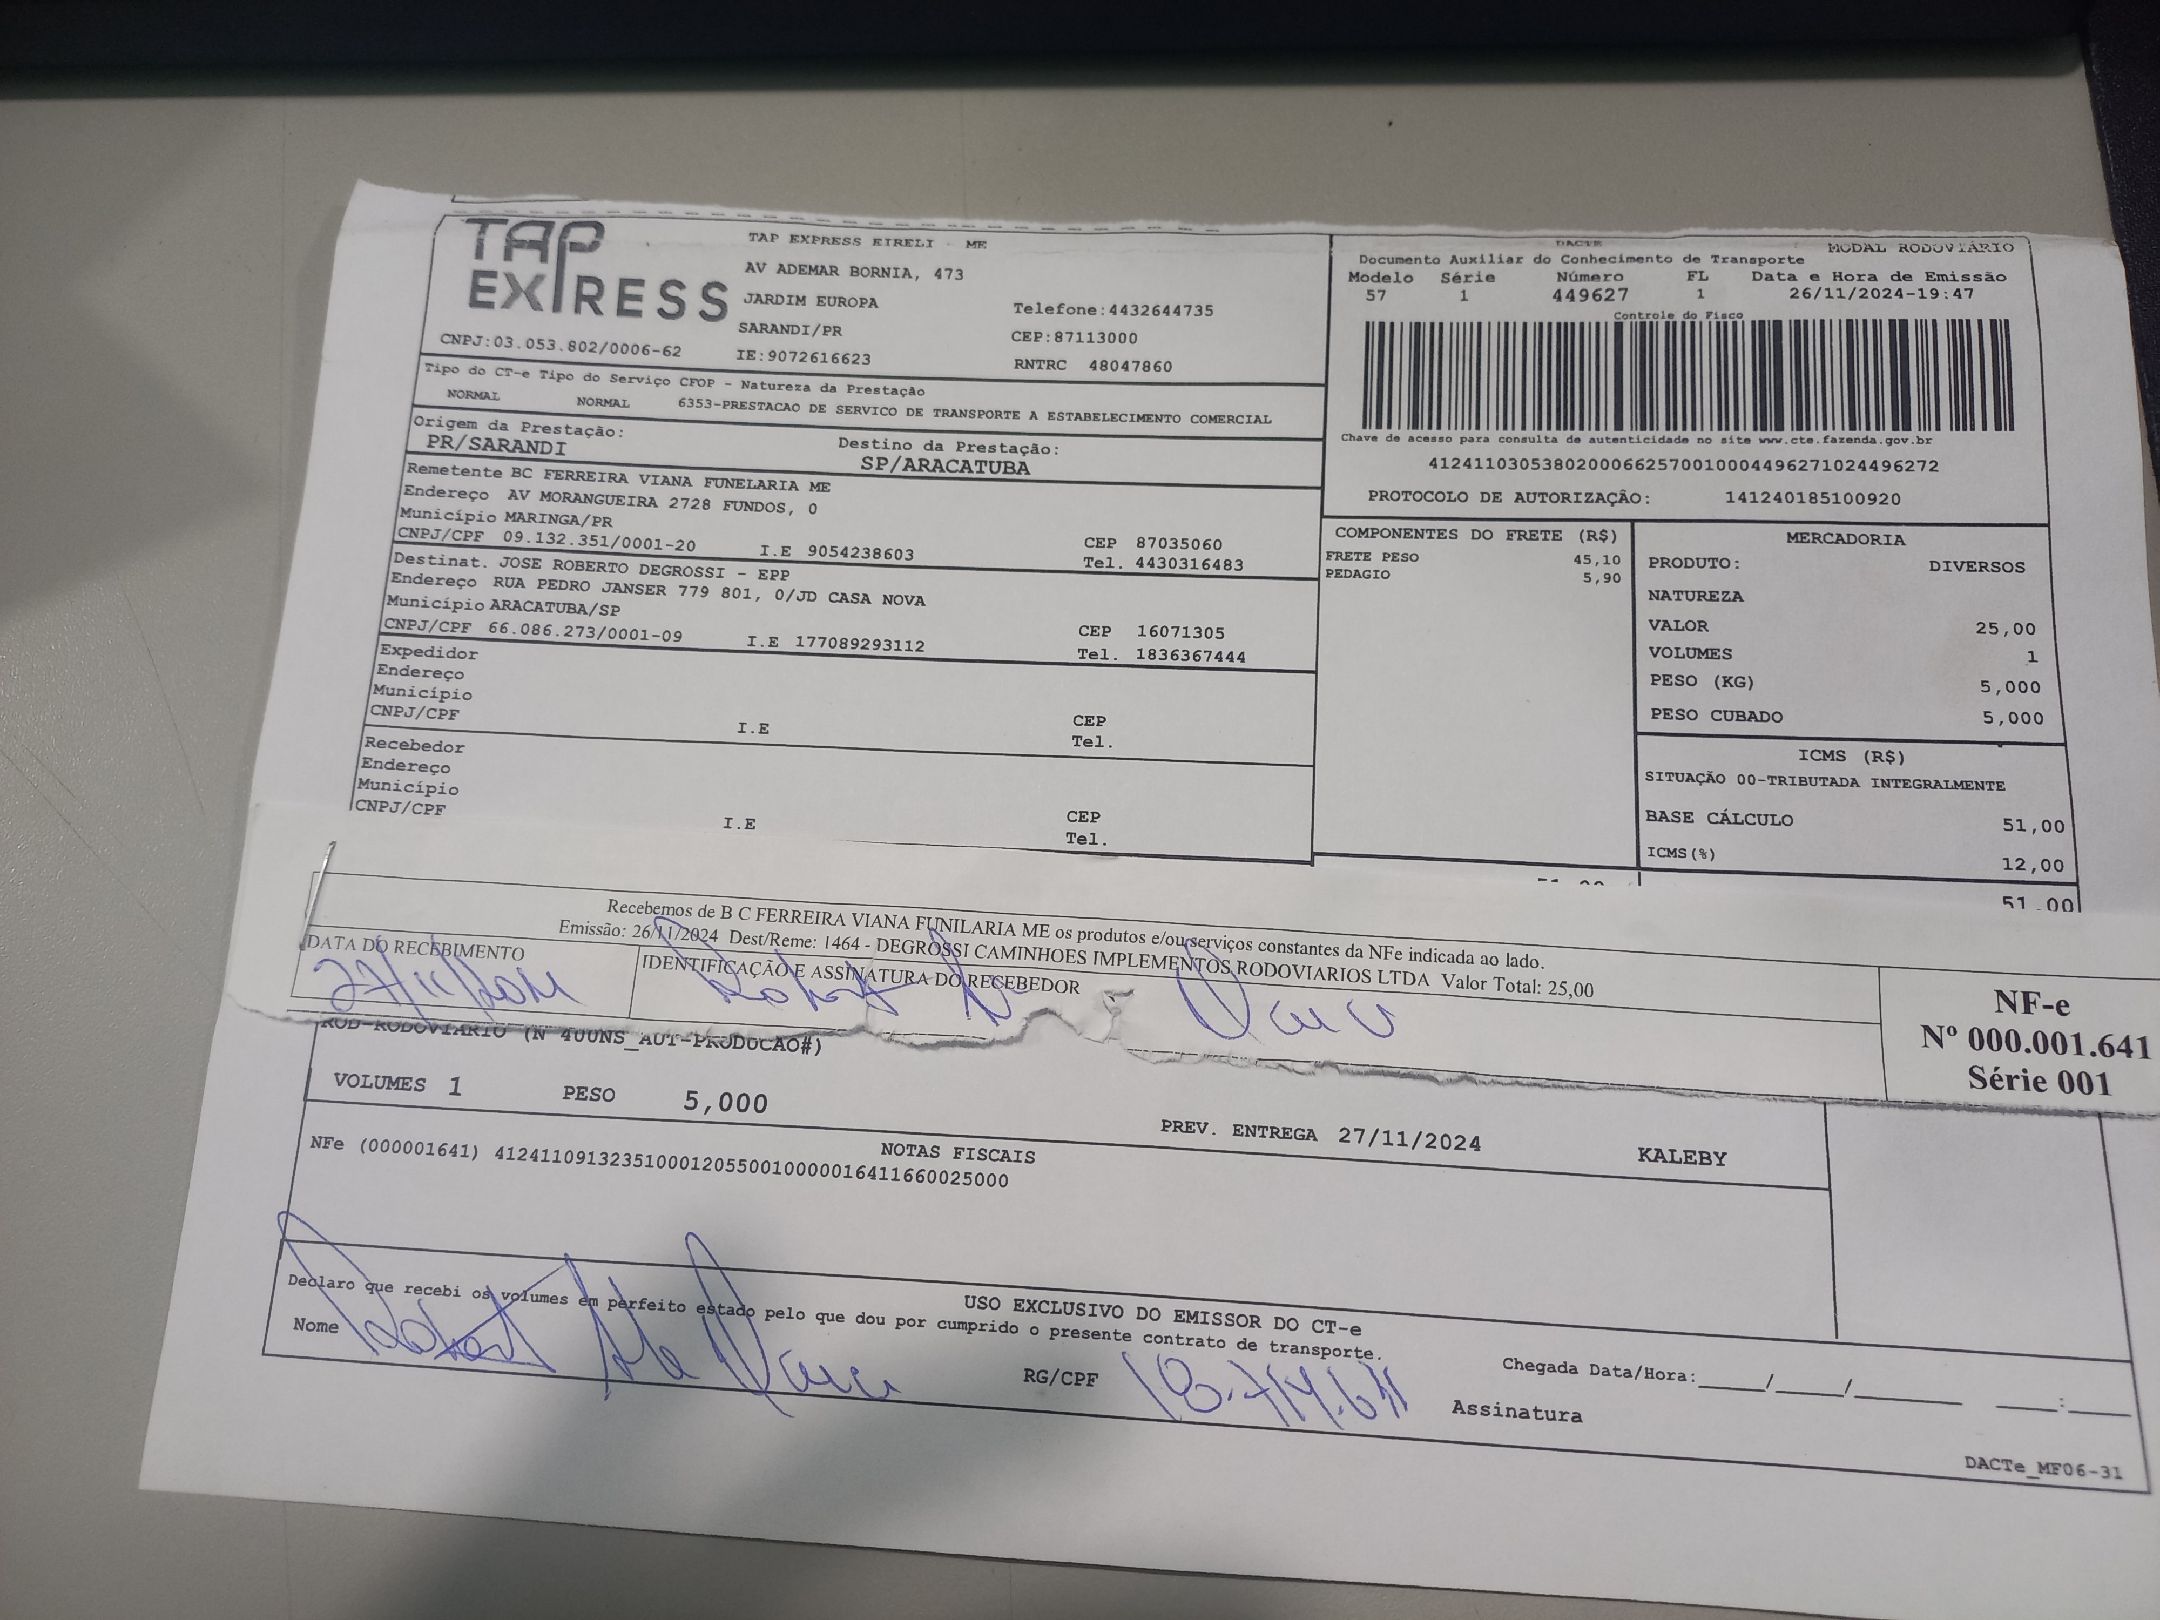 TAP EXPRESS
TAP EXPRESS EIRELI - ME
AV ADEMAR BORNIA, 473
JARDIM EUROPA
SARANDI/PR
IE:9072616623
Telefone:4432644735
CEP:87113000
RNTRC 48047860
CNPJ:03.053.802/0006-62
DACTE MODAL RODOVIÁRIO
Documento Auxiliar do Conhecimento de Transporte
Modelo Série Número FL Data e Hora de Emissão
57 1 449627 1 26/11/2024-19:47
Controle do Fisco
Chave de acesso para consulta de autenticidade no site www.cte.fazenda.gov.br
41241103053802000662570010004496271024496272
PROTOCOLO DE AUTORIZAÇÃO: 141240185100920
Tipo do CT-e Tipo do Serviço CFOP - Natureza da Prestação
NORMAL NORMAL 6353-PRESTACAO DE SERVICO DE TRANSPORTE A ESTABELECIMENTO COMERCIAL
Origem da Prestação: Destino da Prestação:
PR/SARANDI SP/ARACATUBA
Remetente BC FERREIRA VIANA FUNELARIA ME
Endereço AV MORANGUEIRA 2728 FUNDOS, 0
Município MARINGA/PR CEP 87035060
CNPJ/CPF 09.132.351/0001-20 I.E 9054238603 Tel. 4430316483
Destinat. JOSE ROBERTO DEGROSSI - EPP
Endereço RUA PEDRO JANSER 779 801, 0/JD CASA NOVA
Município ARACATUBA/SP CEP 16071305
CNPJ/CPF 66.086.273/0001-09 I.E 177089293112 Tel. 1836367444
Expedidor
Endereço
Município CEP
CNPJ/CPF I.E Tel.
Recebedor
Endereço
Município CEP
CNPJ/CPF I.E Tel.
COMPONENTES DO FRETE (R$)
FRETE PESO 45,10
PEDAGIO 5,90
MERCADORIA
PRODUTO: DIVERSOS
NATUREZA
VALOR 25,00
VOLUMES 1
PESO (KG) 5,000
PESO CUBADO 5,000
ICMS (R$)
SITUAÇÃO 00-TRIBUTADA INTEGRALMENTE
BASE CÁLCULO 51,00
ICMS(%) 12,00
51.00
Recebemos de B C FERREIRA VIANA FUNILARIA ME os produtos e/ou serviços constantes da NFe indicada ao lado.
Emissão: 26/11/2024 Dest/Reme: 1464 - DEGROSSI CAMINHOES IMPLEMENTOS RODOVIARIOS LTDA Valor Total: 25,00
DATA DO RECEBIMENTO IDENTIFICAÇÃO E ASSINATURA DO RECEBEDOR
27/11/2024
NF-e
Nº 000.001.641
Série 001
ROD-RODOVIARIO (N 400NS_AUT-PRODUCAO#)
VOLUMES 1 PESO 5,000 PREV. ENTREGA 27/11/2024 KALEBY
NOTAS FISCAIS
NFe (000001641) 41241109132351000120550010000016411660025000
USO EXCLUSIVO DO EMISSOR DO CT-e
Declaro que recebi os volumes em perfeito estado pelo que dou por cumprido o presente contrato de transporte.
Nome RG/CPF Chegada Data/Hora:_____/_____/________ _____:_____
Assinatura
DACTe_MF06-31